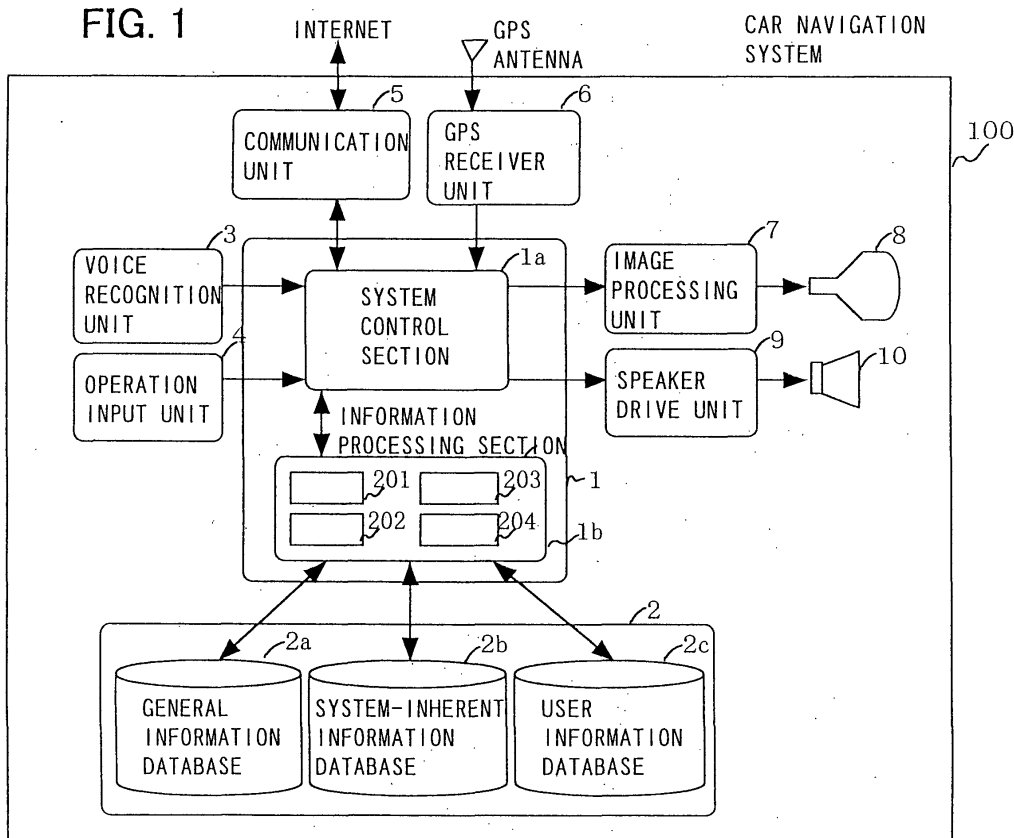 FIG. 1
INTERNET
GPS
ANTENNA
CAR NAVIGATION
SYSTEM
5
6
100
COMMUNICATION
UNIT
GPS
RECEIVER
UNIT
3
1a
7
8
VOICE
RECOGNITION
UNIT
SYSTEM
CONTROL
SECTION
IMAGE
PROCESSING
UNIT
4
9
10
OPERATION
INPUT UNIT
SPEAKER
DRIVE UNIT
INFORMATION
PROCESSING SECTION
201
203
1
202
204
1b
2
2a
2b
2c
GENERAL
INFORMATION
DATABASE
SYSTEM-INHERENT
INFORMATION
DATABASE
USER
INFORMATION
DATABASE